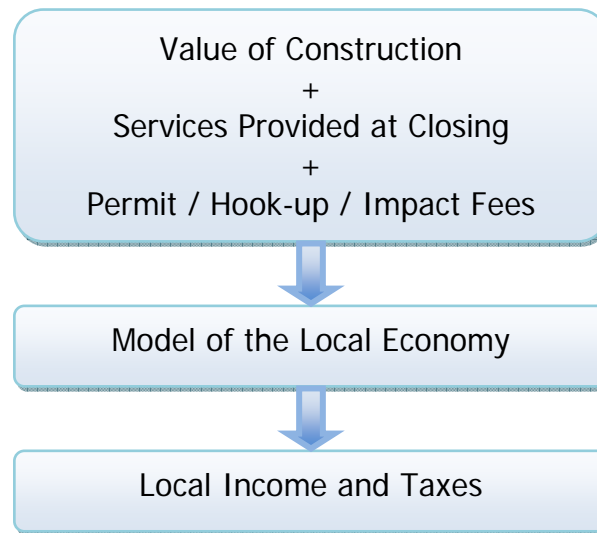 Value of Construction
+
Services Provided at Closing
+
Permit / Hook-up / Impact Fees
Model of the Local Economy
Local Income and Taxes